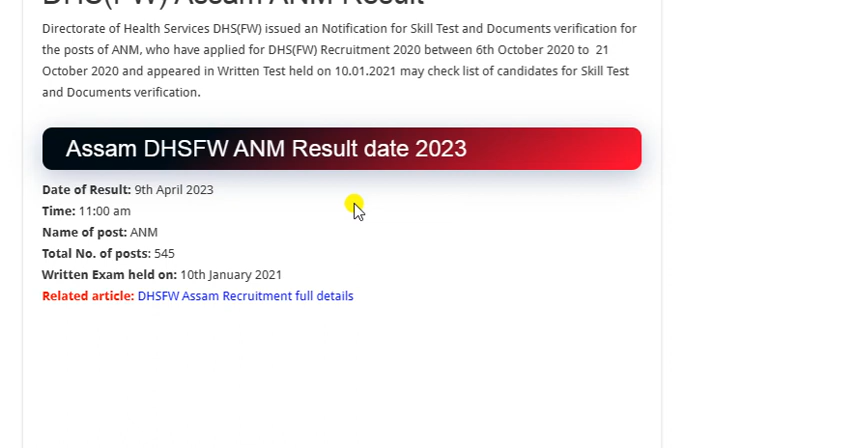 DHS(FW) Assam ANM Result
Directorate of Health Services DHS(FW) issued an Notification for Skill Test and Documents verification for
the posts of ANM, who have applied for DHS(FW) Recruitment 2020 between 6th October 2020 to 21
October 2020 and appeared in Written Test held on 10.01.2021 may check list of candidates for Skill Test
and Documents verification.
Assam DHSFW ANM Result date 2023
Date of Result: 9th April 2023
Time: 11:00 am
Name of post: ANM
Total No. of posts: 545
Written Exam held on: 10th January 2021
Related article: DHSFW Assam Recruitment full details